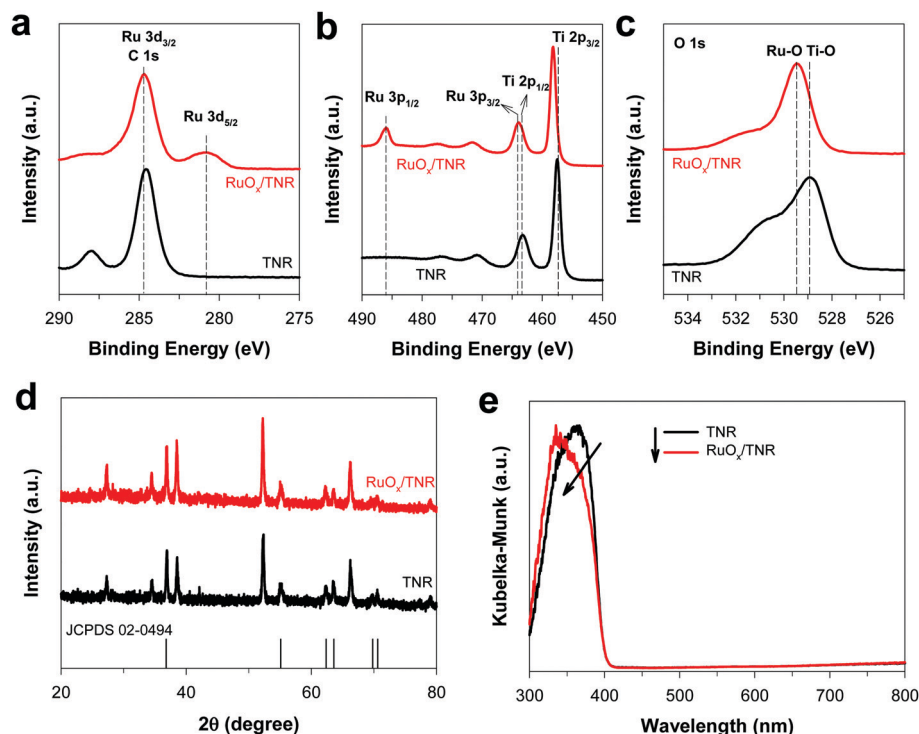 a
Ru 3d3/2
C 1s
Ru 3d5/2
RuOx/TNR
TNR
Intensity (a.u.)
290 285 280 275
Binding Energy (eV)
b
Ti 2p3/2
Ru 3p3/2 Ti 2p1/2
Ru 3p1/2
RuOx/TNR
TNR
Intensity (a.u.)
490 480 470 460 450
Binding Energy (eV)
c
O 1s
Ru-O Ti-O
RuOx/TNR
TNR
Intensity (a.u.)
534 532 530 528 526
Binding Energy (eV)
d
RuOx/TNR
TNR
JCPDS 02-0494
Intensity (a.u.)
20 40 60 80
2θ (degree)
e
TNR
RuOx/TNR
Kubelka-Munk (a.u.)
300 400 500 600 700 800
Wavelength (nm)